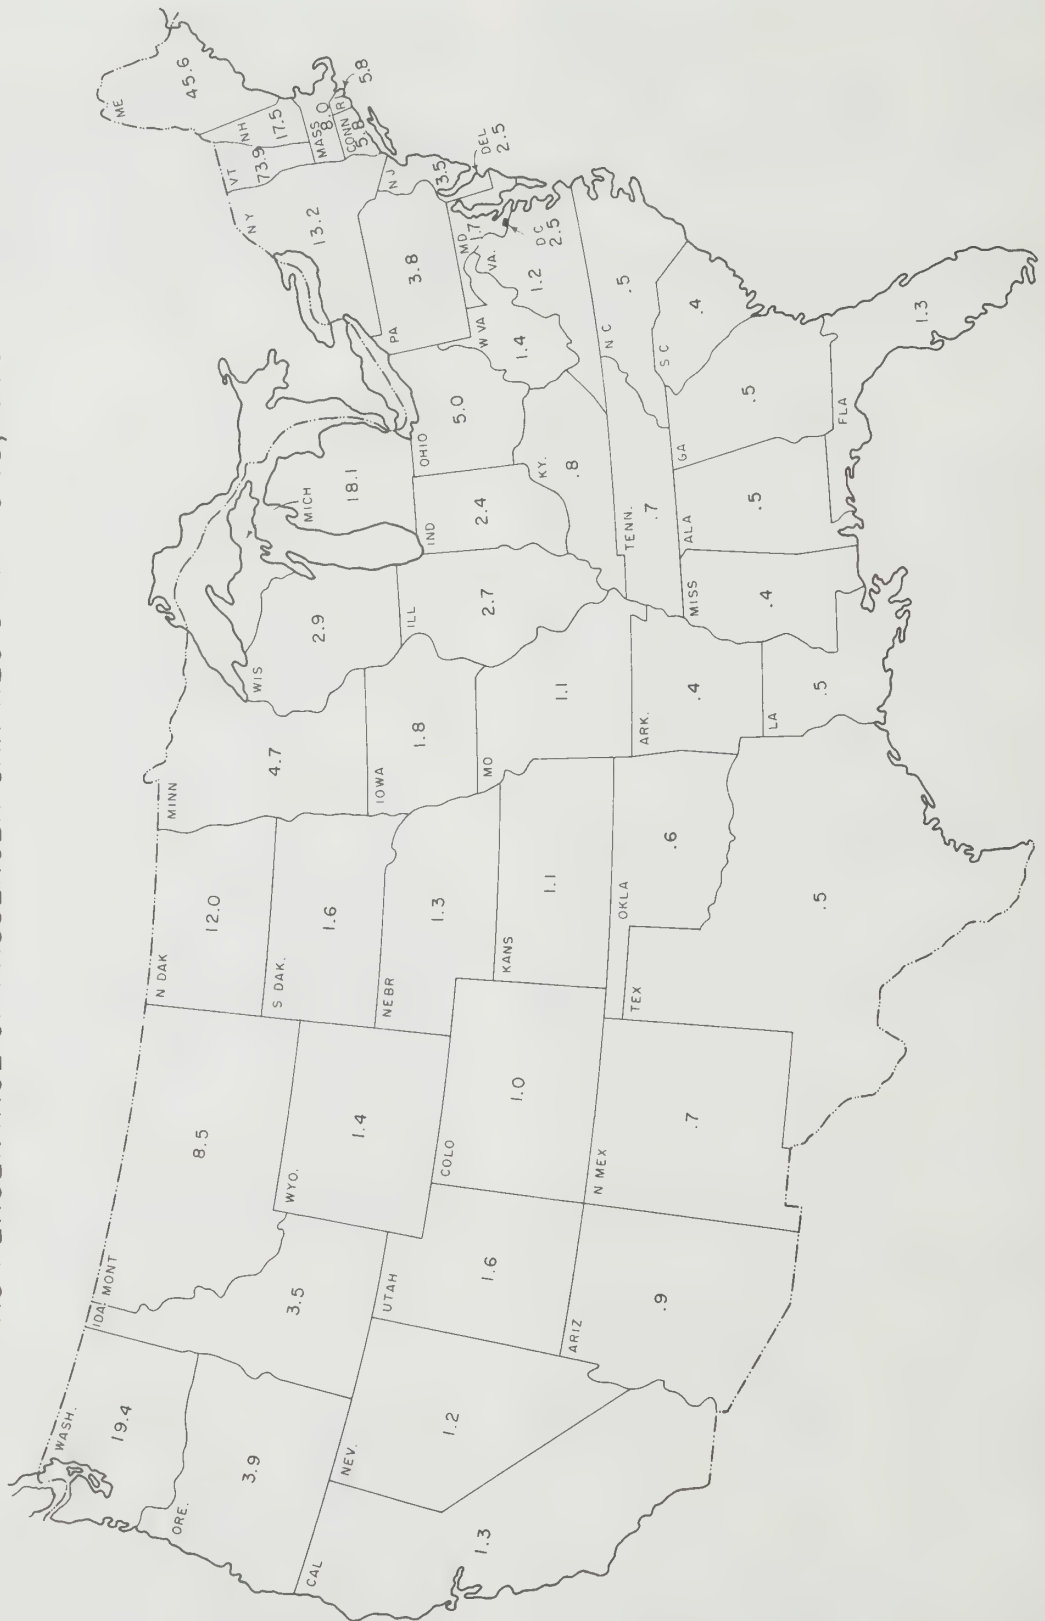 WASH.
19.4
ORE.
3.9
CAL
1.3
NEV.
1.2
IDA.
3.5
MONT
8.5
WYO.
1.4
UTAH
1.6
ARIZ
.9
COLO
1.0
N MEX
.7
N DAK
12.0
S DAK.
1.6
NEBR
1.3
KANS
1.1
OKLA
.6
TEX
.5
MINN
4.7
IOWA
1.8
MO
1.1
ARK.
.4
LA
.5
WIS
2.9
ILL
2.7
MICH
18.1
IND
2.4
OHIO
5.0
KY.
.8
TENN.
.7
MISS
.4
ALA
.5
GA
.5
FLA
1.3
S C
.4
N C
.5
W VA
1.4
VA.
1.2
MD
1.7
D C
2.5
DEL
2.5
PA
3.8
NJ
3.5
NY
13.2
VT
73.9
NH
17.5
ME
45.6
MASS
8.0
CONN
5.8
R
5.8